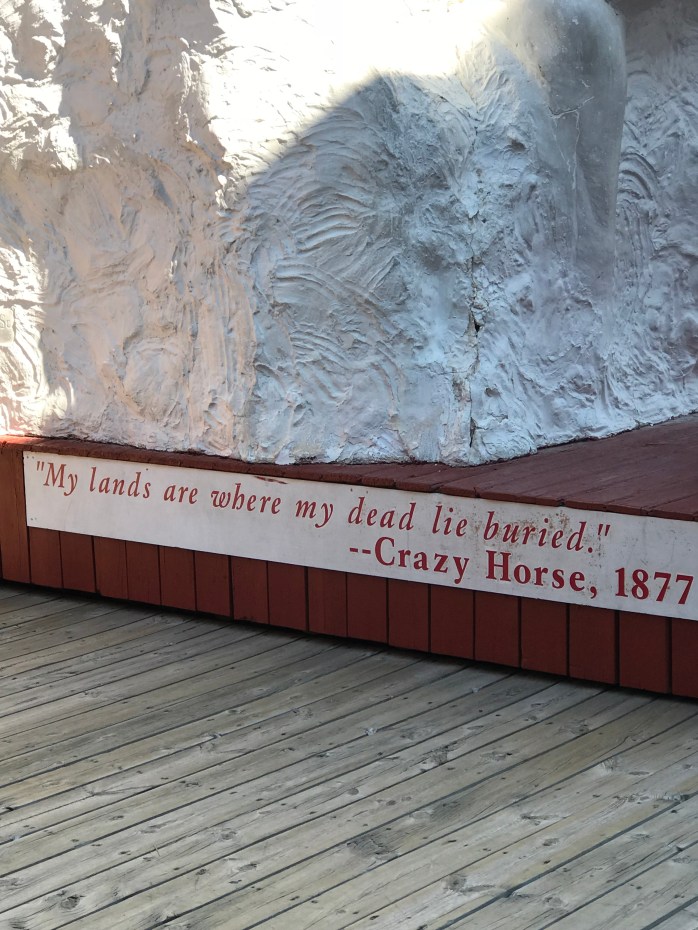 "My lands are where my dead lie buried."
--Crazy Horse, 1877